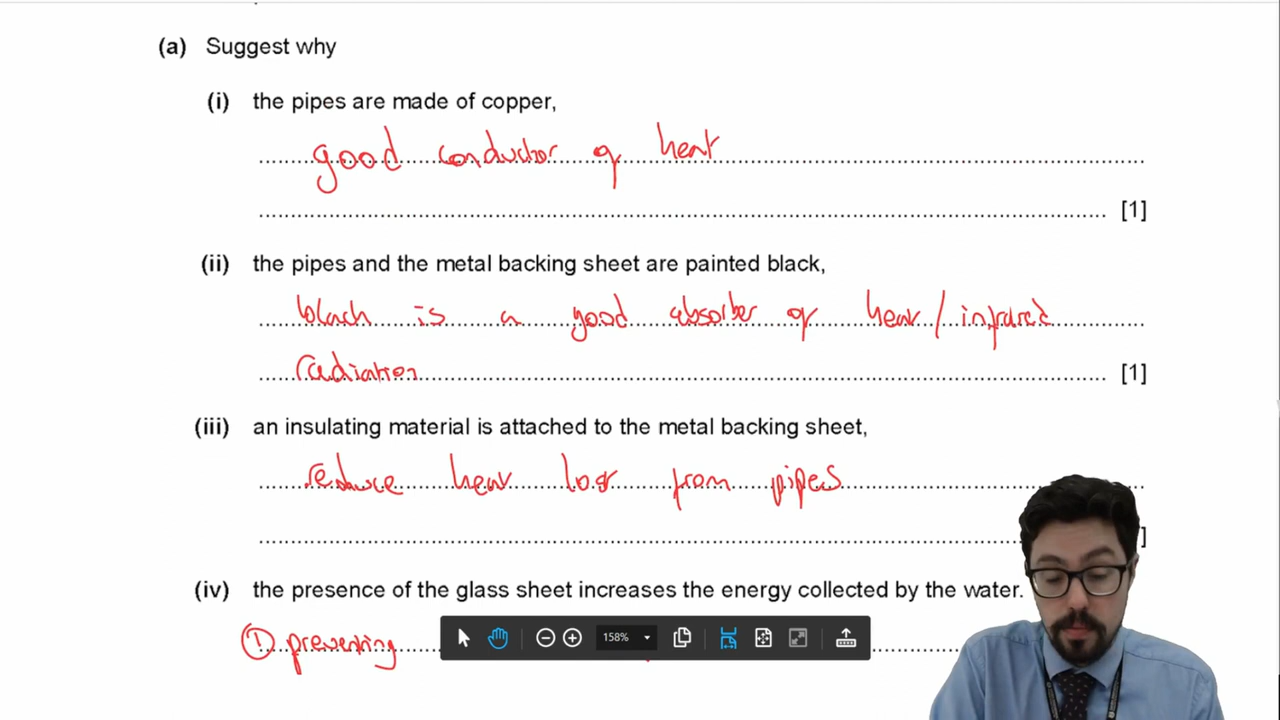 (a) Suggest why
(i) the pipes are made of copper,
good conductor of heat
[1]
(ii) the pipes and the metal backing sheet are painted black,
black is a good absorber of heat/infrared
radiation
[1]
(iii) an insulating material is attached to the metal backing sheet,
reduce heat lost from pipes
]
(iv) the presence of the glass sheet increases the energy collected by the water.
① preventing
158%